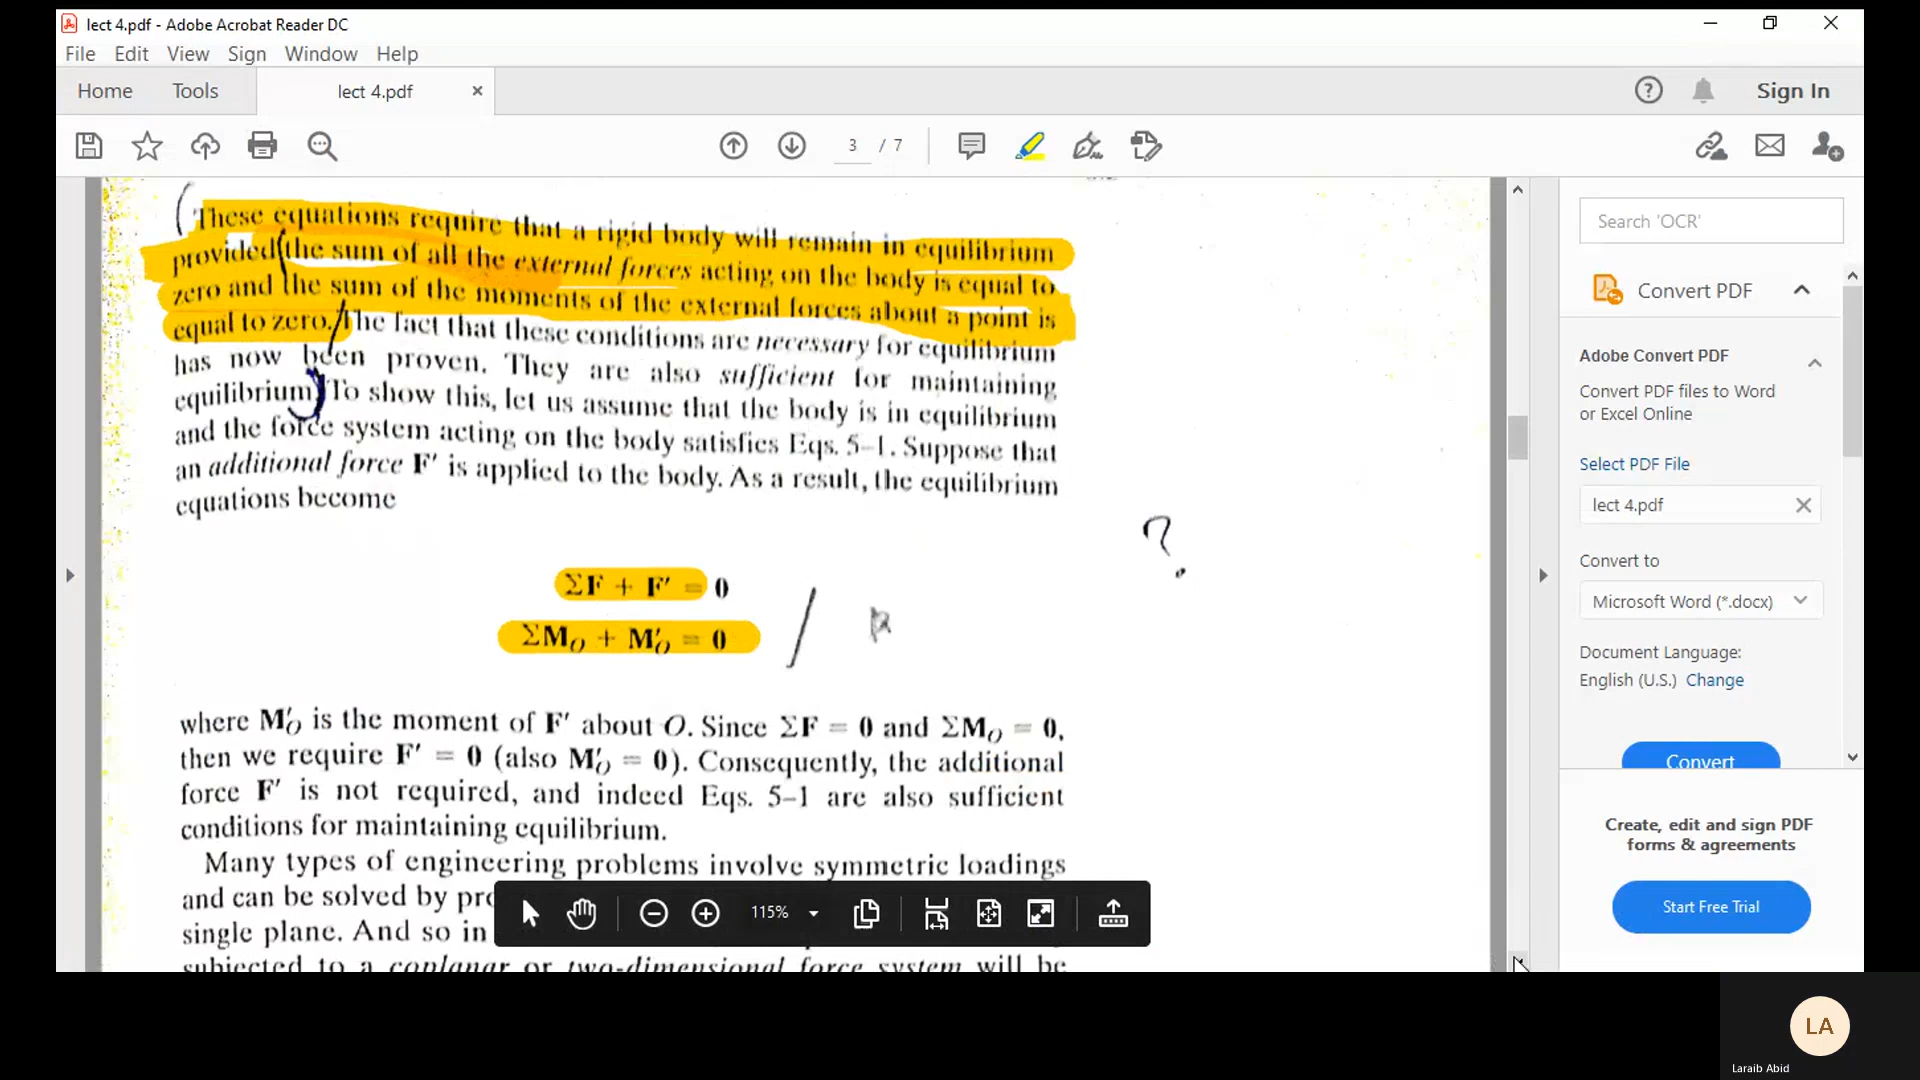 lect 4.pdf - Adobe Acrobat Reader DC
File Edit View Sign Window Help
Home Tools lect 4.pdf Sign In
3 / 7
These equations require that a rigid body will remain in equilibrium
provided the sum of all the external forces acting on the body is equal to
zero and the sum of the moments of the external forces about a point is
equal to zero. The fact that these conditions are necessary for equilibrium
has now been proven. They are also sufficient for maintaining
equilibrium. To show this, let us assume that the body is in equilibrium
and the force system acting on the body satisfies Eqs. 5–1. Suppose that
an additional force F′ is applied to the body. As a result, the equilibrium
equations become
?
ΣF + F′ = 0
ΣM_O + M′_O = 0
where M′_O is the moment of F′ about O. Since ΣF = 0 and ΣM_O = 0,
then we require F′ = 0 (also M′_O = 0). Consequently, the additional
force F′ is not required, and indeed Eqs. 5–1 are also sufficient
conditions for maintaining equilibrium.
Many types of engineering problems involve symmetric loadings
and can be solved by
single plane. And so in
subjected to a coplanar or two-dimensional force system will be
115%
Search 'OCR'
Convert PDF
Adobe Convert PDF
Convert PDF files to Word
or Excel Online
Select PDF File
lect 4.pdf
Convert to
Microsoft Word (*.docx)
Document Language:
English (U.S.) Change
Convert
Create, edit and sign PDF
forms & agreements
Start Free Trial
LA
Laraib Abid